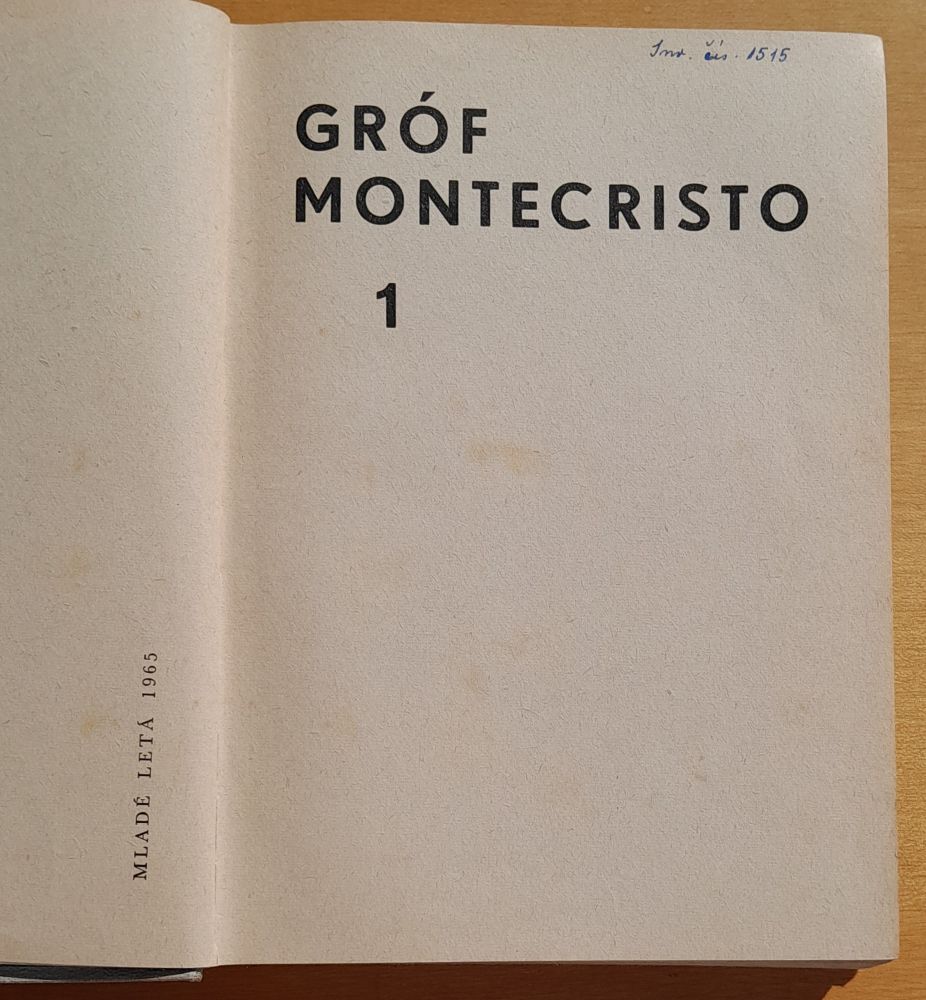 MLADÉ LETÁ 1965
Inv. čís. 1515
GRÓF
MONTECRISTO
1